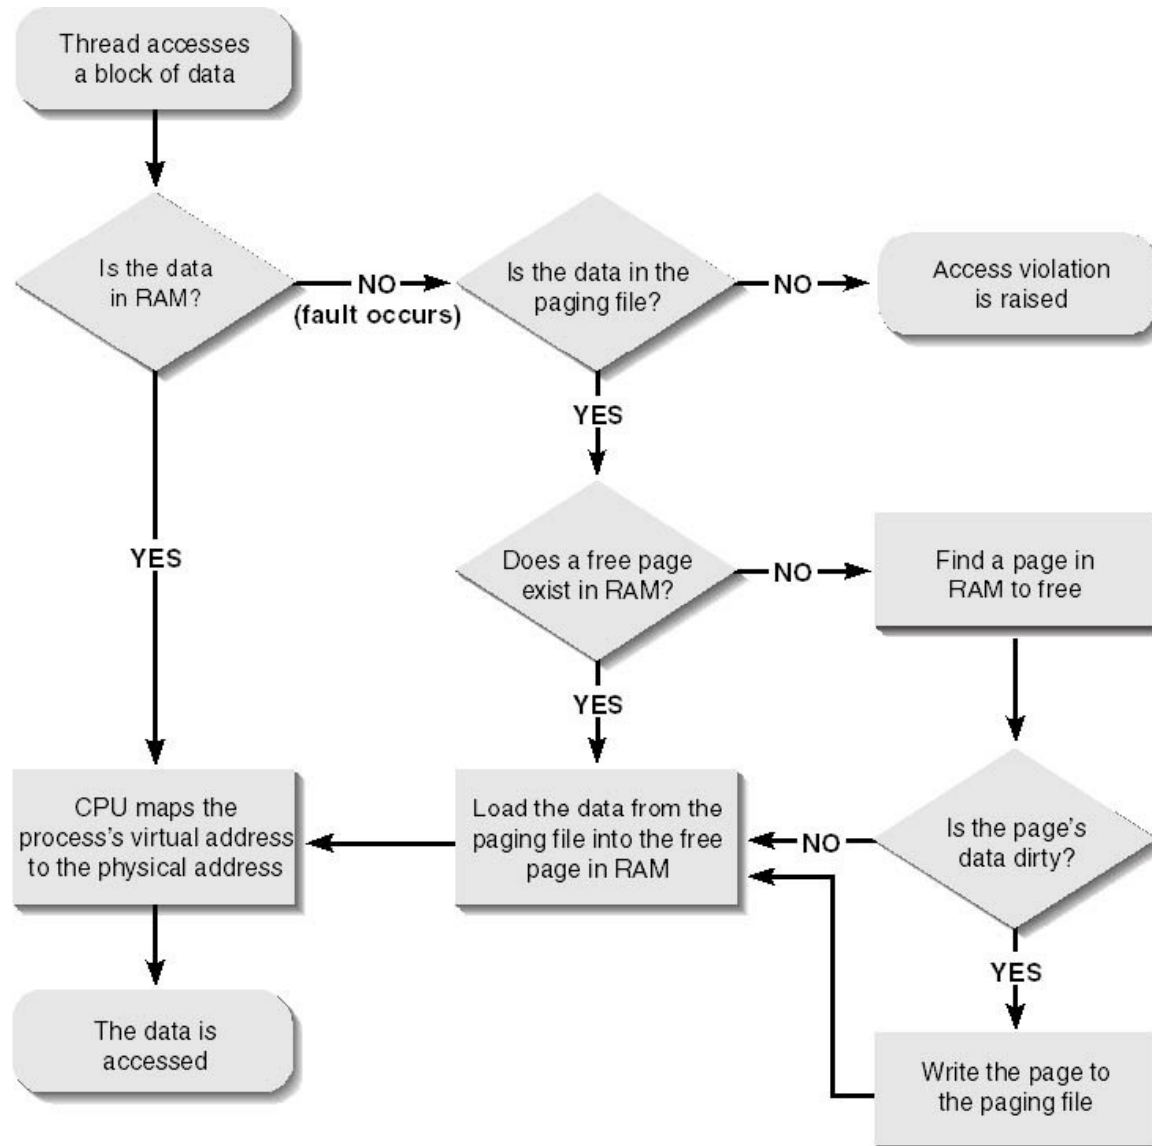 Thread accesses
a block of data
Is the data
in RAM?
NO
(fault occurs)
Is the data in the
paging file?
NO
Access violation
is raised
YES
YES
Does a free page
exist in RAM?
NO
Find a page in
RAM to free
YES
CPU maps the
process's virtual address
to the physical address
Load the data from the
paging file into the free
page in RAM
NO
Is the page's
data dirty?
YES
The data is
accessed
Write the page to
the paging file